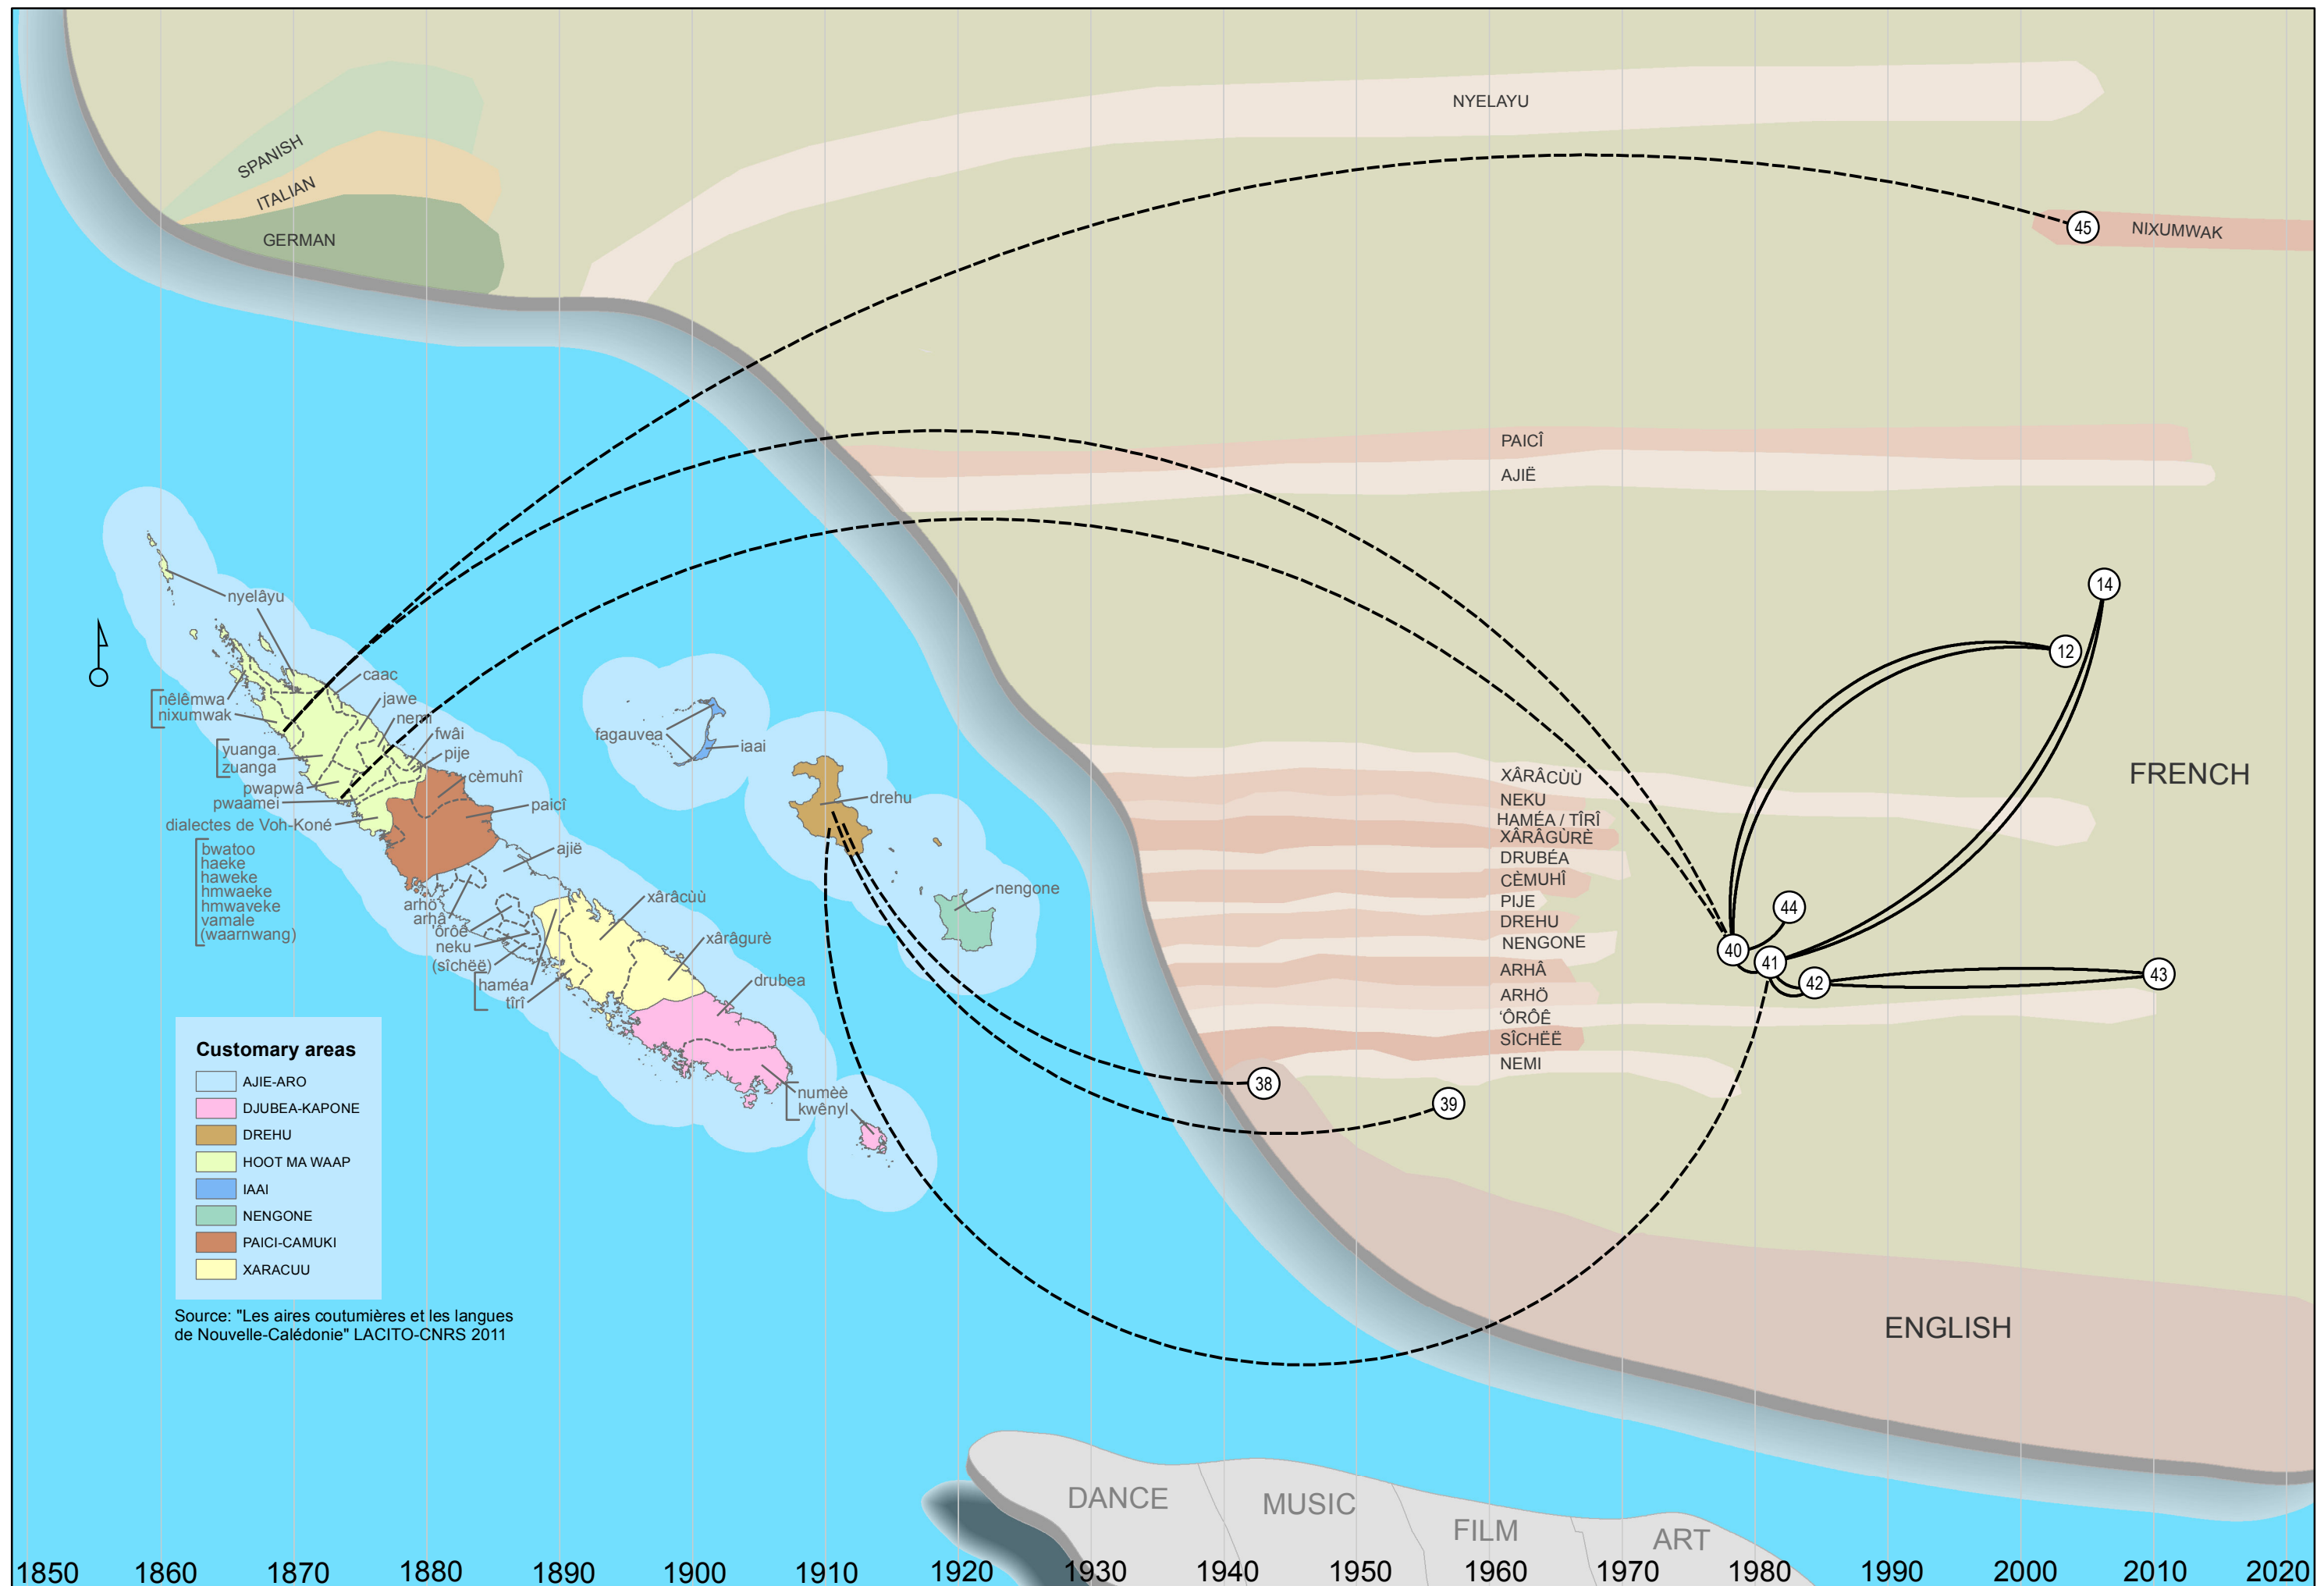 NYELAYU
SPANISH
ITALIAN
GERMAN
45
NIXUMWAK
PAICÎ
AJIË
14
12
FRENCH
nyelâyu
caac
jawe
nemi
fwâi
pije
cèmuhî
paicî
nêlêmwa
nixumwak
yuanga
zuanga
pwapwâ
pwaamei
dialectes de Voh-Koné
bwatoo
haeke
haweke
hmwaeke
hmwaveke
vamale
(waarnwang)
fagauvea
iaai
drehu
nengone
ajië
arhö
arhâ
'ôrôê
neku
(sîchëë)
haméa
tîrî
xârâcùù
xârâgurè
drubea
numèè
kwênyl
XÂRÂCÙÙ
NEKU
HAMÉA / TÎRÎ
XÂRÂGÙRÈ
DRUBÉA
CÈMUHÎ
PIJE
DREHU
NENGONE
ARHÂ
ARHÖ
'ÔRÔÊ
SÎCHËË
NEMI
44
40
41
42
43
38
39
Customary areas
AJIE-ARO
DJUBEA-KAPONE
DREHU
HOOT MA WAAP
IAAI
NENGONE
PAICI-CAMUKI
XARACUU
Source: "Les aires coutumières et les langues
de Nouvelle-Calédonie" LACITO-CNRS 2011
ENGLISH
DANCE
MUSIC
FILM
ART
1850 1860 1870 1880 1890 1900 1910 1920 1930 1940 1950 1960 1970 1980 1990 2000 2010 2020